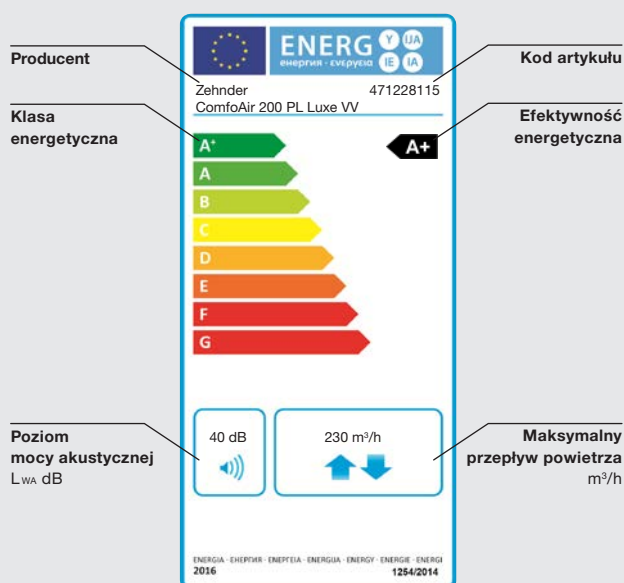 ENERG Y IJA
енергия · ενέργεια IE IA
Producent
Kod artykułu
Zehnder 471228115
ComfoAir 200 PL Luxe VV
Klasa
energetyczna
Efektywność
energetyczna
A+
A+
A
B
C
D
E
F
G
40 dB
230 m³/h
Poziom
mocy akustycznej
LWA dB
Maksymalny
przepływ powietrza
m³/h
ENERGIA · ЕНЕРГИЯ · ΕΝΕΡΓΕΙΑ · ENERGIJA · ENERGY · ENERGIE · ENERGI
2016 1254/2014